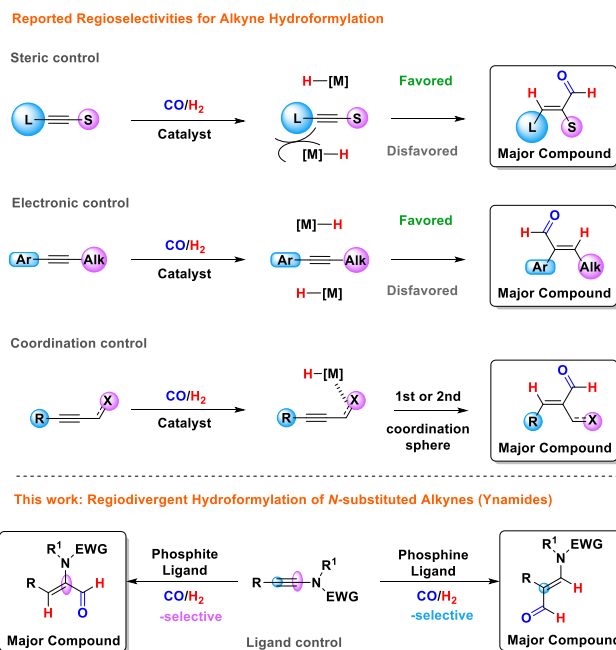 Reported Regioselectivities for Alkyne Hydroformylation
Steric control
L S
CO/H2
Catalyst
H [M]
L S
[M] H
Favored
Disfavored
O
H H
L S
Major Compound
Electronic control
Ar Alk
CO/H2
Catalyst
[M] H
Ar Alk
H [M]
Favored
Disfavored
O
H H
Ar Alk
Major Compound
Coordination control
R X
CO/H2
Catalyst
H [M]
R X
1st or 2nd
coordination
sphere
O
H H
R X
Major Compound
This work: Regiodivergent Hydroformylation of N-substituted Alkynes (Ynamides)
R1 N EWG
R H
H O
Major Compound
Phosphite
Ligand
CO/H2
-selective
R1
R N
EWG
Ligand control
Phosphine
Ligand
CO/H2
-selective
R1 N EWG
R H
O H
Major Compound